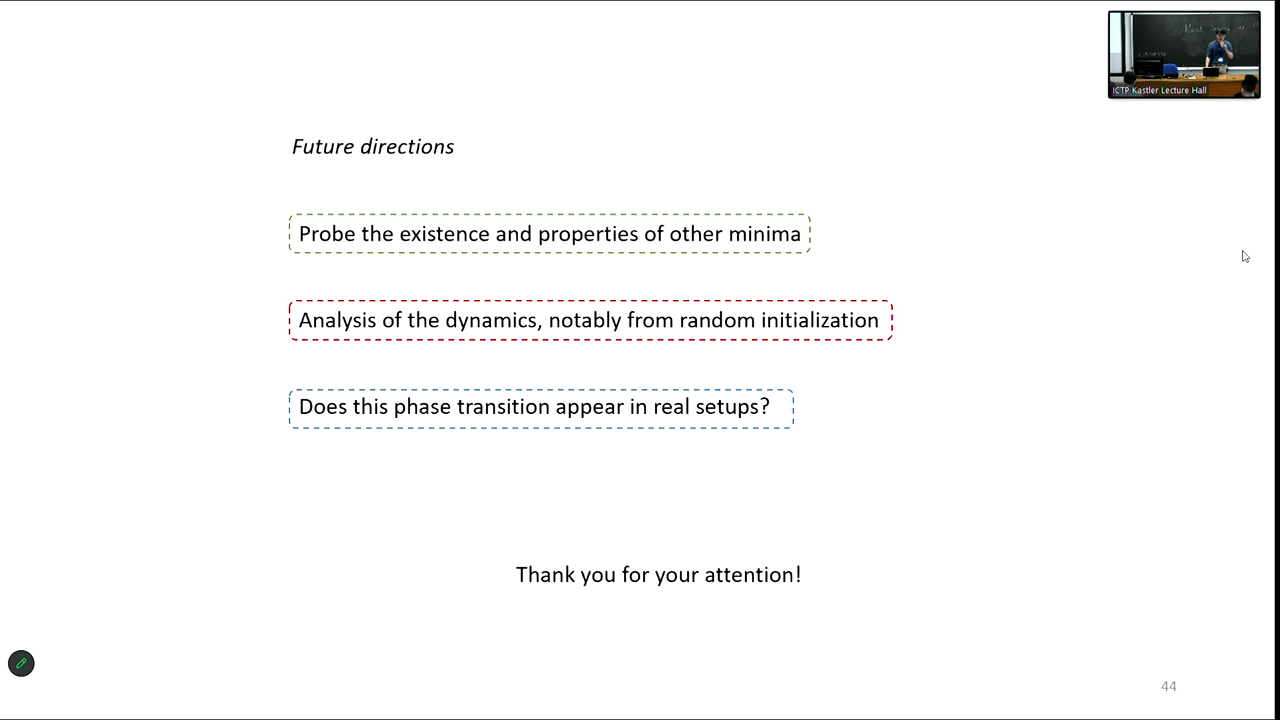 ICTP Kastler Lecture Hall
Future directions
Probe the existence and properties of other minima
Analysis of the dynamics, notably from random initialization
Does this phase transition appear in real setups?
Thank you for your attention!
44